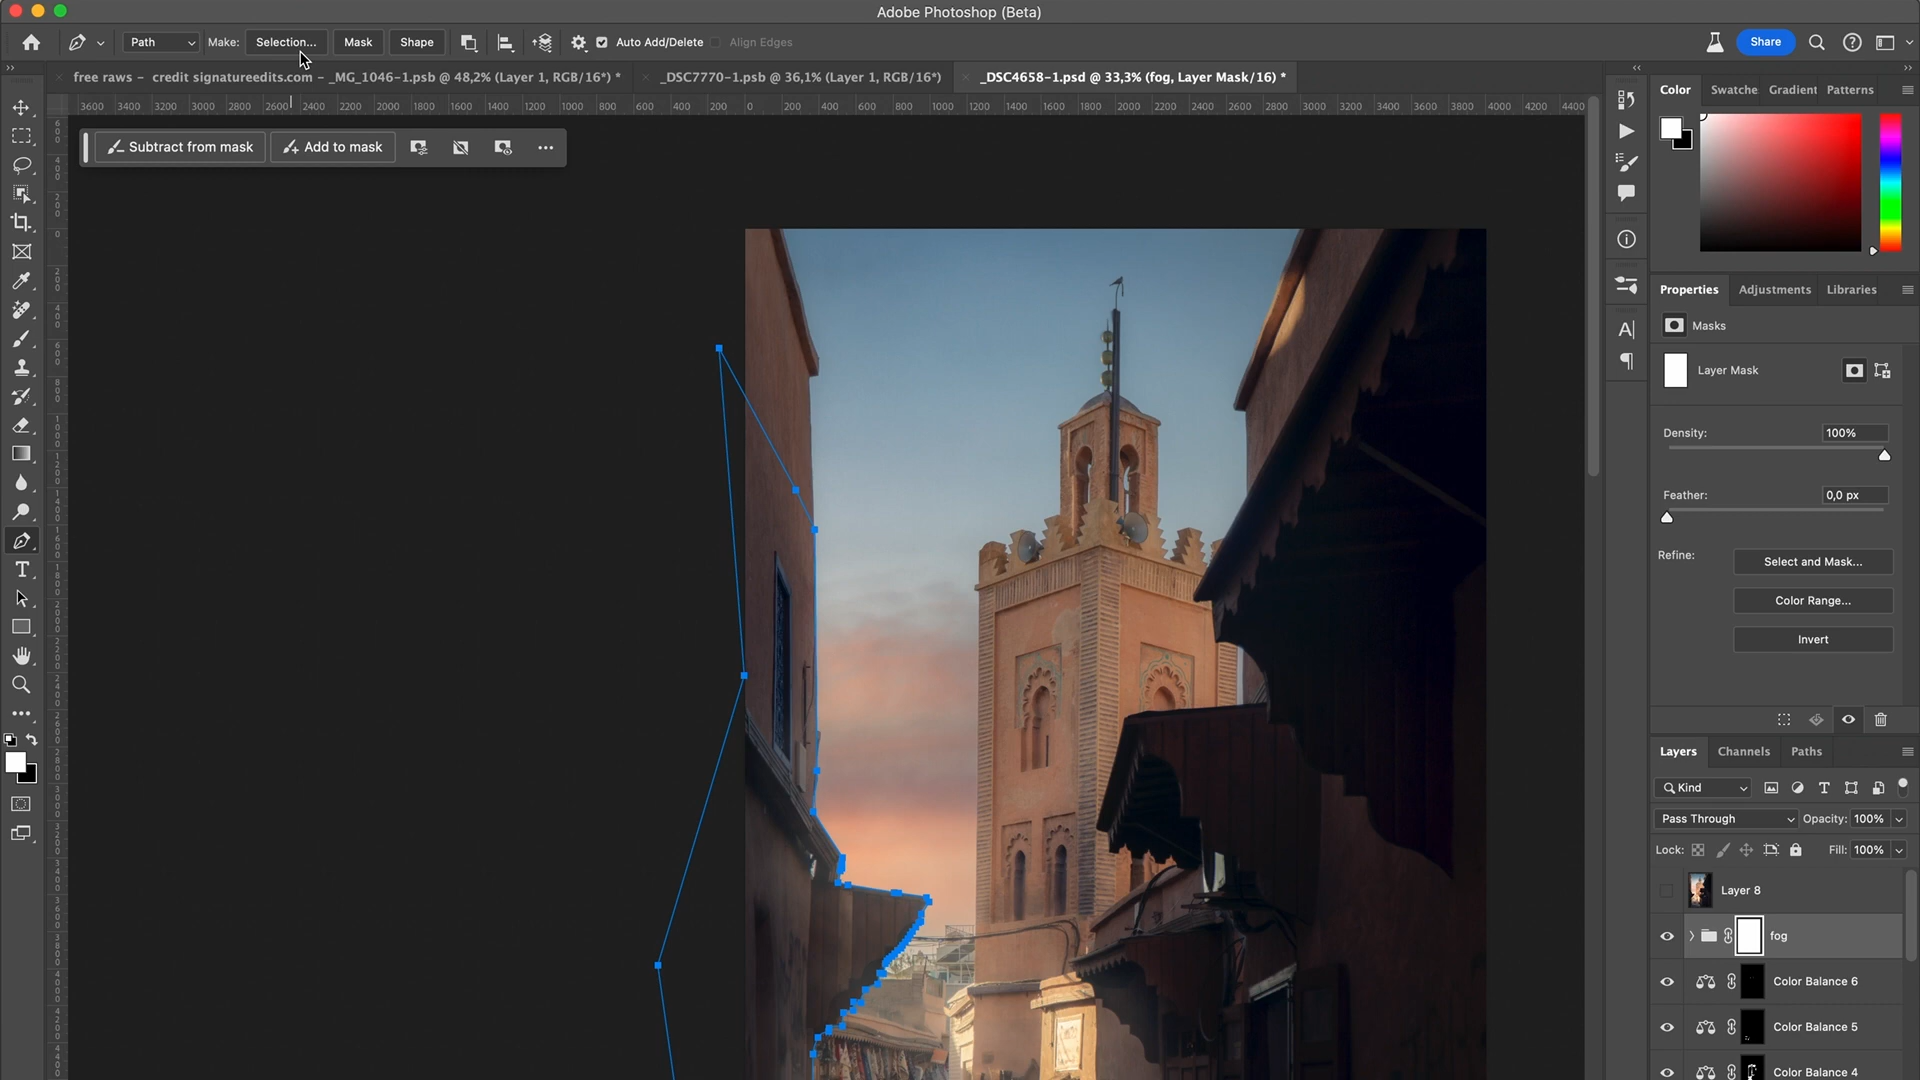 Adobe Photoshop (Beta)
Path Make: Selection... Mask Shape Auto Add/Delete Align Edges Share
free raws – credit signatureedits.com – _MG_1046-1.psb @ 48,2% (Layer 1, RGB/16*) * _DSC7770-1.psb @ 36,1% (Layer 1, RGB/16*) _DSC4658-1.psd @ 33,3% (fog, Layer Mask/16) *
3600 3400 3200 3000 2800 2600 2400 2200 2000 1800 1600 1400 1200 1000 800 600 400 200 0 200 400 600 800 1000 1200 1400 1600 1800 2000 2200 2400 2600 2800 3000 3200 3400 3600 3800 4000 4200 4400
Subtract from mask Add to mask
Color Swatche Gradient Patterns
Properties Adjustments Libraries
Masks
Layer Mask
Density: 100%
Feather: 0,0 px
Refine: Select and Mask...
Color Range...
Invert
Layers Channels Paths
Kind
Pass Through Opacity: 100%
Lock: Fill: 100%
Layer 8
fog
Color Balance 6
Color Balance 5
Color Balance 4